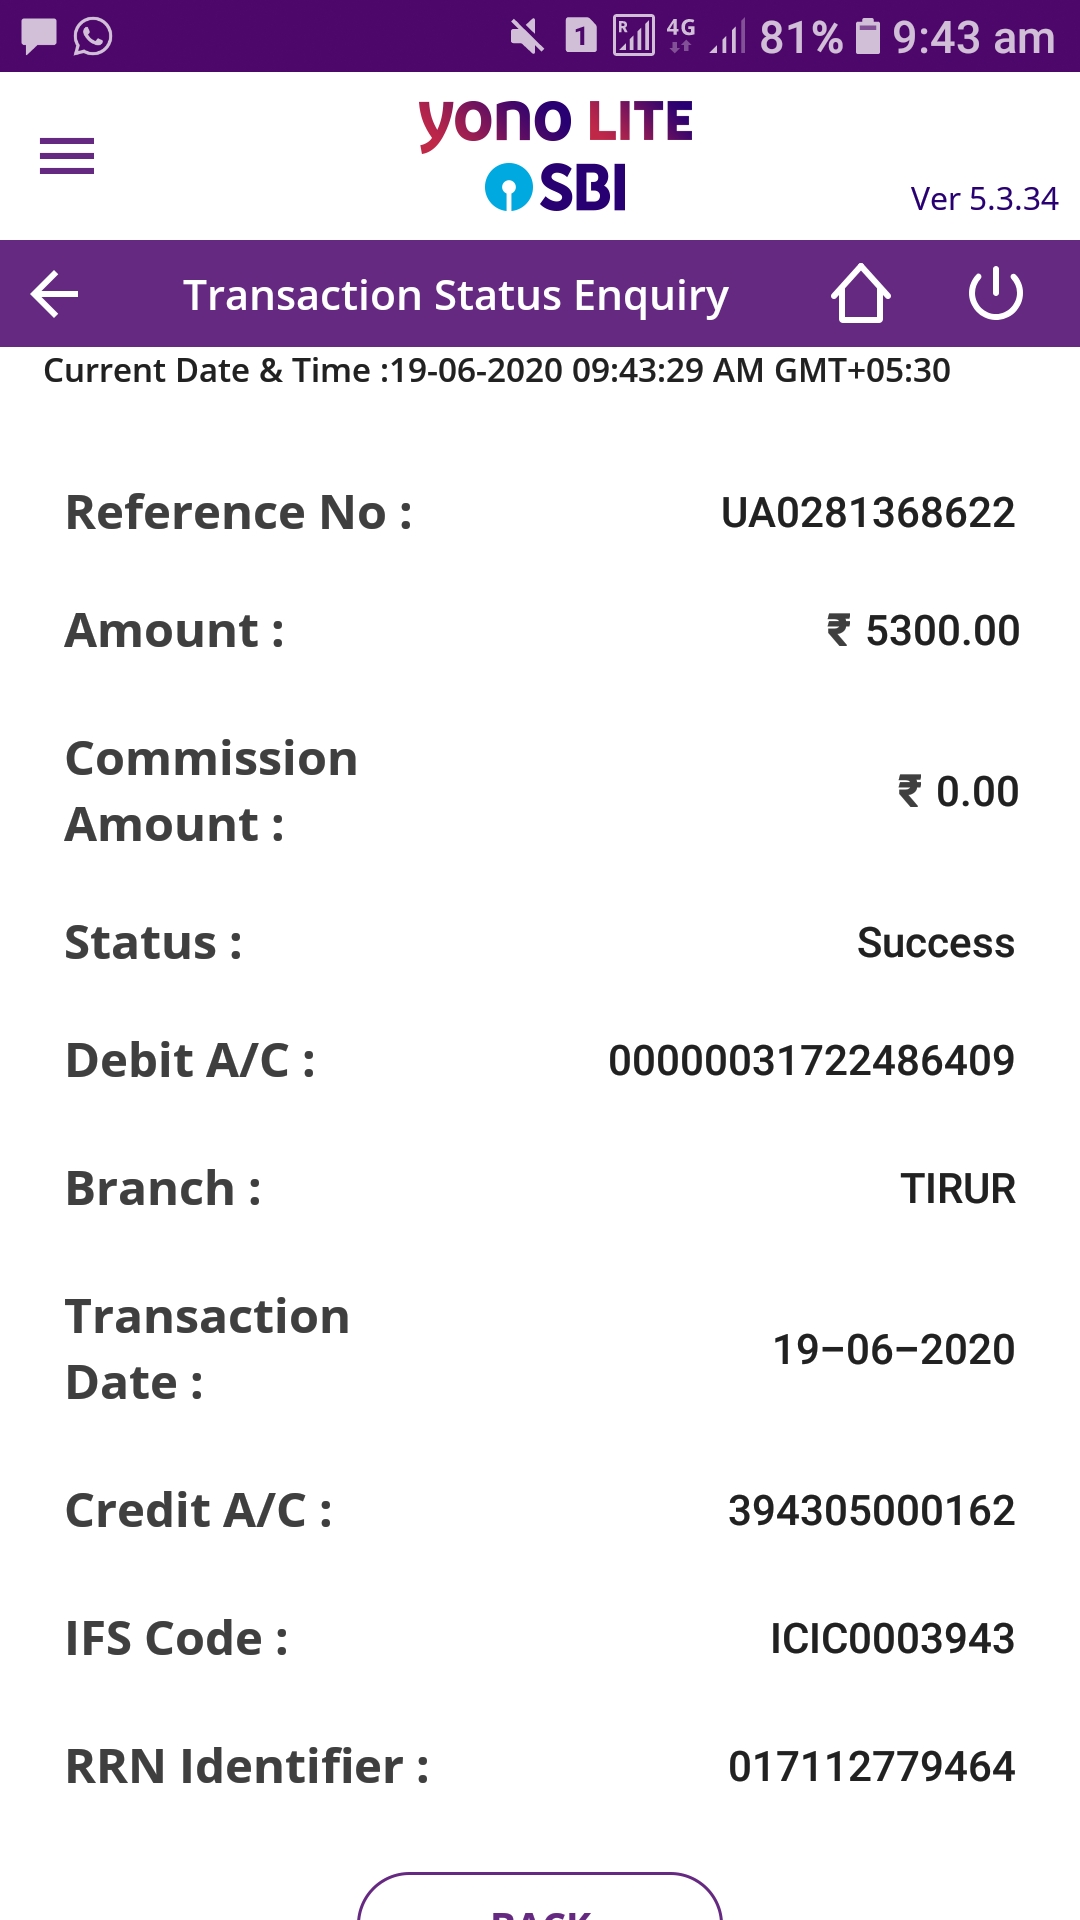 1 R 4G 81% 9:43 am
yono LITE
SBI
Ver 5.3.34
Transaction Status Enquiry
Current Date & Time :19-06-2020 09:43:29 AM GMT+05:30
Reference No : UA0281368622
Amount : ₹ 5300.00
Commission
Amount : ₹ 0.00
Status : Success
Debit A/C : 00000031722486409
Branch : TIRUR
Transaction
Date : 19-06-2020
Credit A/C : 394305000162
IFS Code : ICIC0003943
RRN Identifier : 017112779464
BACK